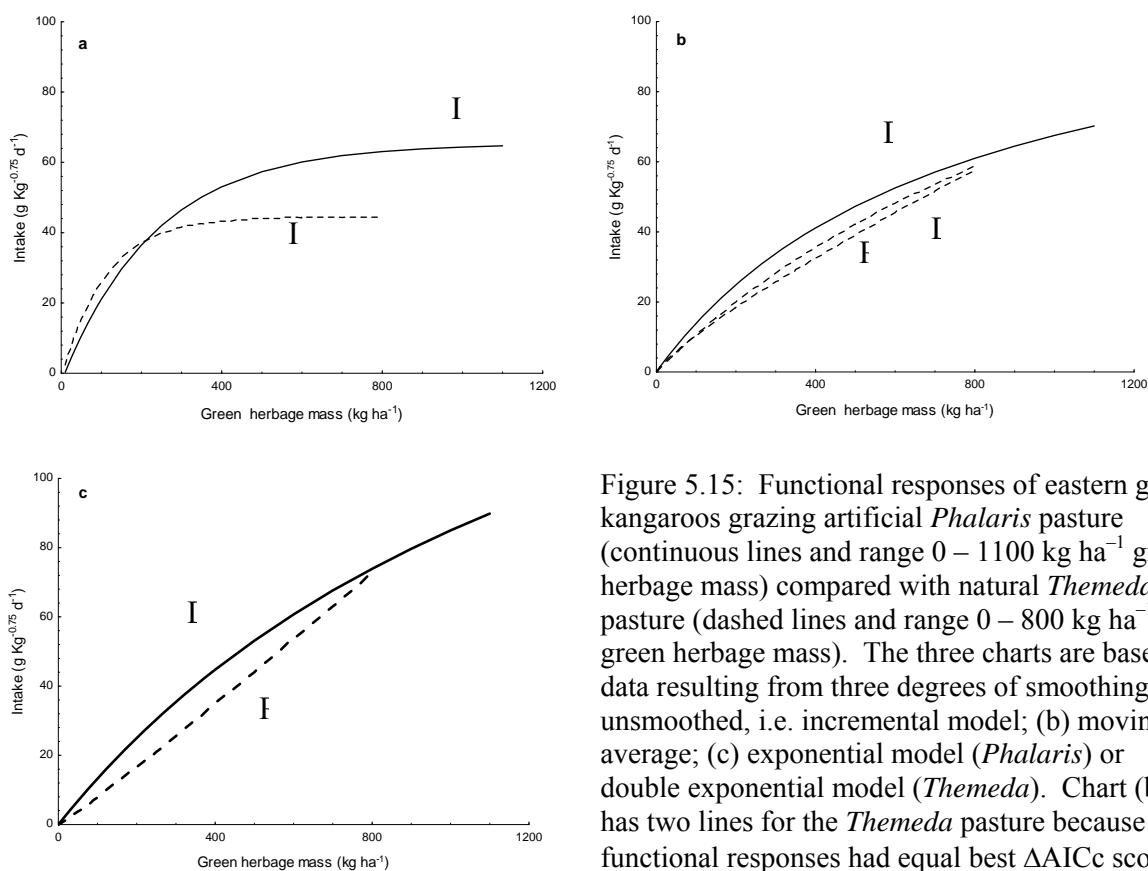 100
a
80
I
60
Intake (g Kg-0.75 d-1)
40
I
20
0
0 400 800 1200
Green herbage mass (kg ha-1)
100
b
80
I
60
Intake (g Kg-0.75 d-1)
40
I
20
0
0 400 800 1200
Green herbage mass (kg ha-1)
100
c
80
I
60
Intake (g Kg-0.75 d-1)
40
20
0
0 400 800 1200
Green herbage mass (kg ha-1)
Figure 5.15: Functional responses of eastern
kangaroos grazing artificial Phalaris pasture
(continuous lines and range 0 – 1100 kg ha–1
herbage mass) compared with natural Themeda
pasture (dashed lines and range 0 – 800 kg ha–
green herbage mass). The three charts are
data resulting from three degrees of smoothing
unsmoothed, i.e. incremental model; (b)
average; (c) exponential model (Phalaris) or
double exponential model (Themeda). Chart
has two lines for the Themeda pasture because
functional responses had equal best ΔAICc